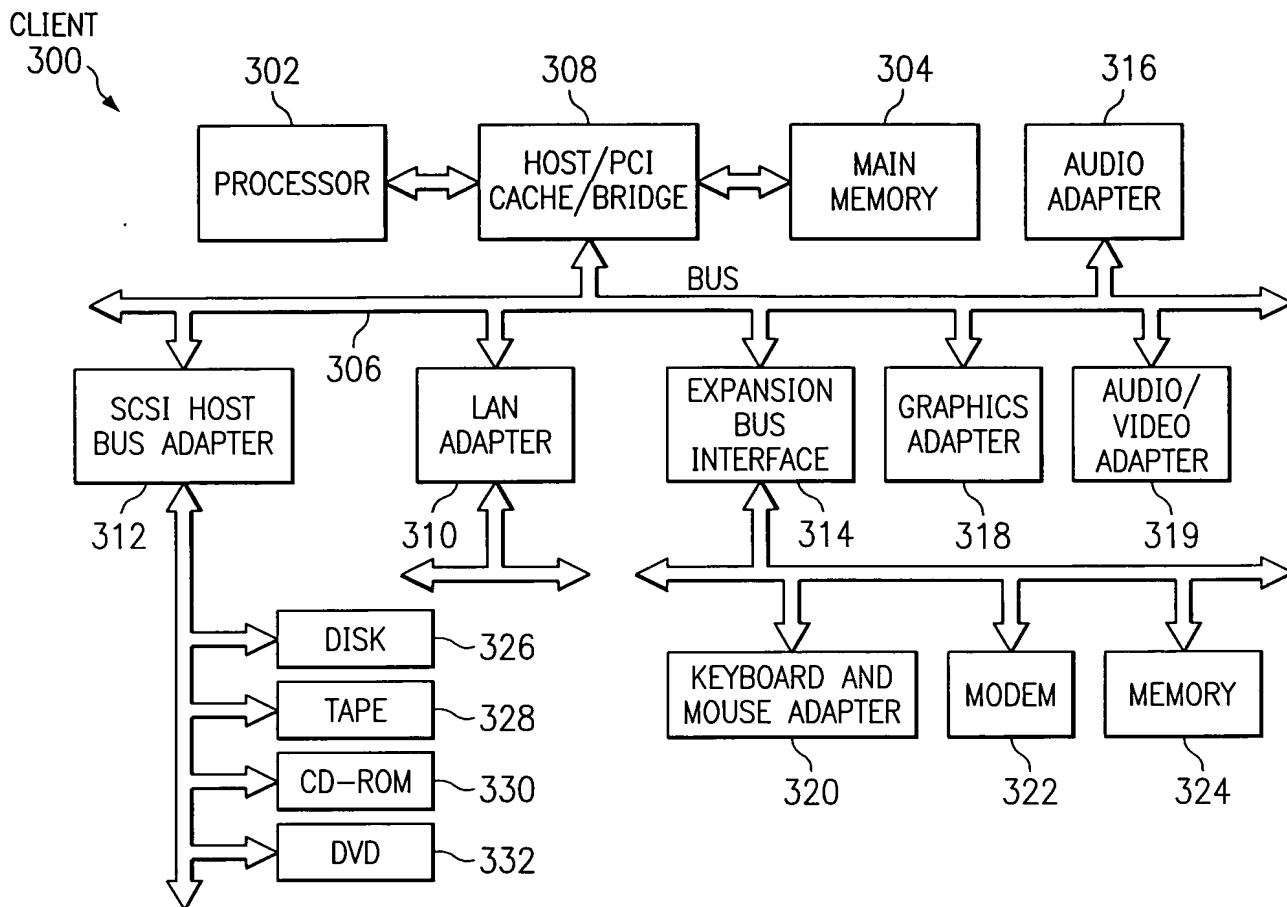 CLIENT
300
302
308
304
316
PROCESSOR
HOST/PCI
CACHE/BRIDGE
MAIN
MEMORY
AUDIO
ADAPTER
BUS
306
SCSI HOST
BUS ADAPTER
LAN
ADAPTER
EXPANSION
BUS
INTERFACE
GRAPHICS
ADAPTER
AUDIO/
VIDEO
ADAPTER
312
310
314
318
319
DISK
326
TAPE
328
CD-ROM
330
DVD
332
KEYBOARD AND
MOUSE ADAPTER
MODEM
MEMORY
320
322
324